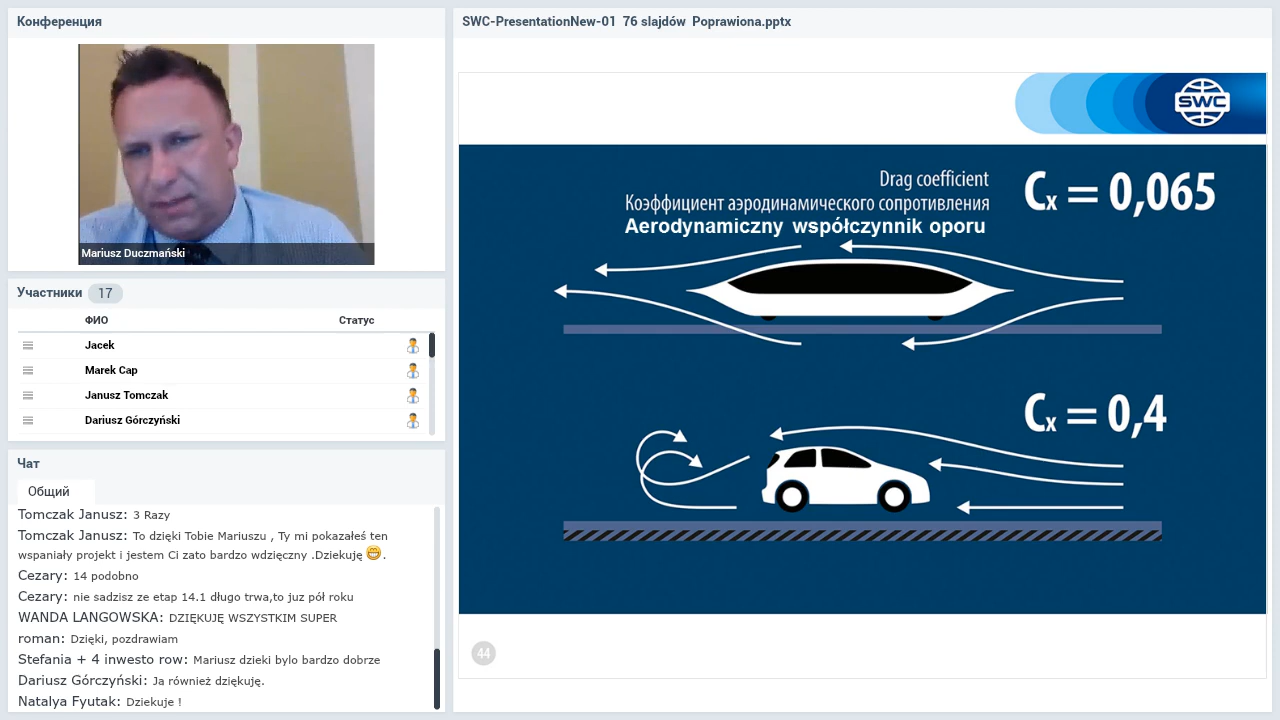 Конференция
Mariusz Duczmański
Участники 17
ФИО Статус
Jacek
Marek Cap
Janusz Tomczak
Dariusz Górczyński
Чат
Общий
Tomczak Janusz: 3 Razy
Tomczak Janusz: To dzięki Tobie Mariuszu , Ty mi pokazałeś ten
wspaniały projekt i jestem Ci zato bardzo wdzięczny .Dziekuję 😁.
Cezary: 14 podobno
Cezary: nie sadzisz ze etap 14.1 długo trwa,to juz pół roku
WANDA LANGOWSKA: DZIĘKUJĘ WSZYSTKIM SUPER
roman: Dzięki, pozdrawiam
Stefania + 4 inwesto row: Mariusz dzieki bylo bardzo dobrze
Dariusz Górczyński: Ja również dziękuję.
Natalya Fyutak: Dziekuje !
SWC-PresentationNew-01 76 slajdów Poprawiona.pptx
SWC
Drag coefficient
Коэффициент аэродинамического сопротивления
Aerodynamiczny współczynnik oporu
Cx = 0,065
Cx = 0,4
44